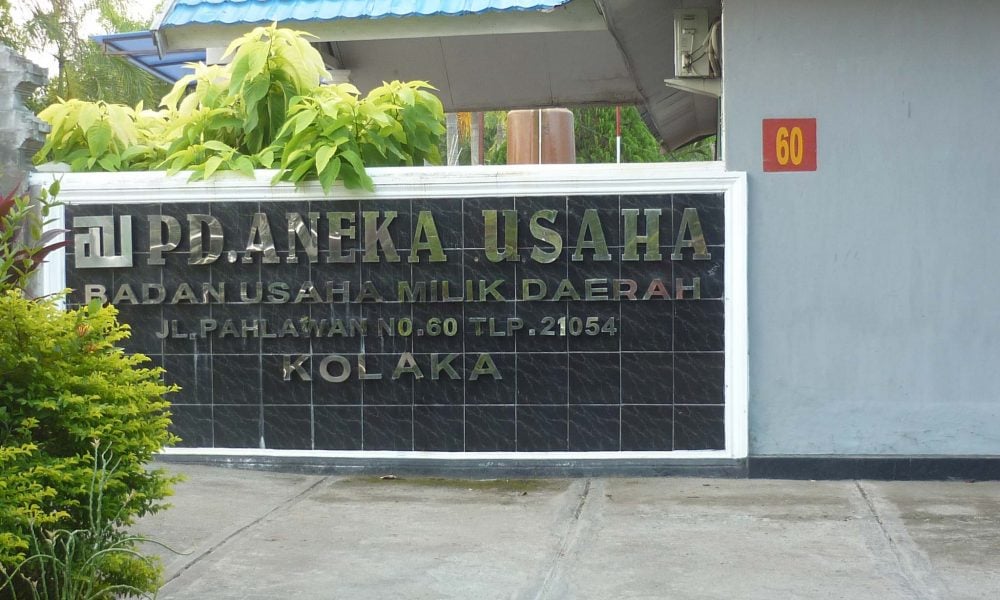 PD.ANEKA USAHA
BADAN USAHA MILIK DAERAH
JL.PAHLAWAN NO.60 TLP.21054
KOLAKA
60